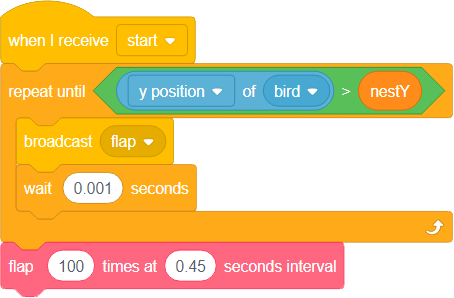 when I receive start
repeat until y position of bird > nestY
broadcast flap
wait 0.001 seconds
flap 100 times at 0.45 seconds interval